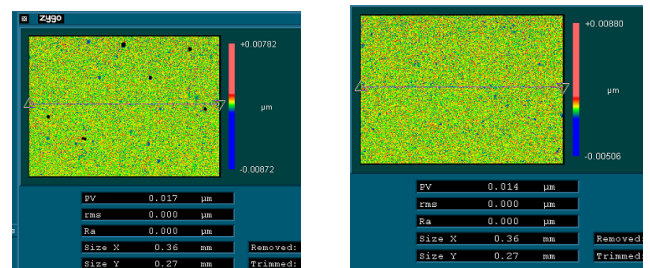 zygo
+0.00782
µm
-0.00872
PV 0.017 µm
rms 0.000 µm
Ra 0.000 µm
Size X 0.36 mm Removed:
Size Y 0.27 mm Trimmed:
+0.00880
µm
-0.00506
PV 0.014 µm
rms 0.000 µm
Ra 0.000 µm
Size X 0.36 mm Removed:
Size Y 0.27 mm Trimmed: